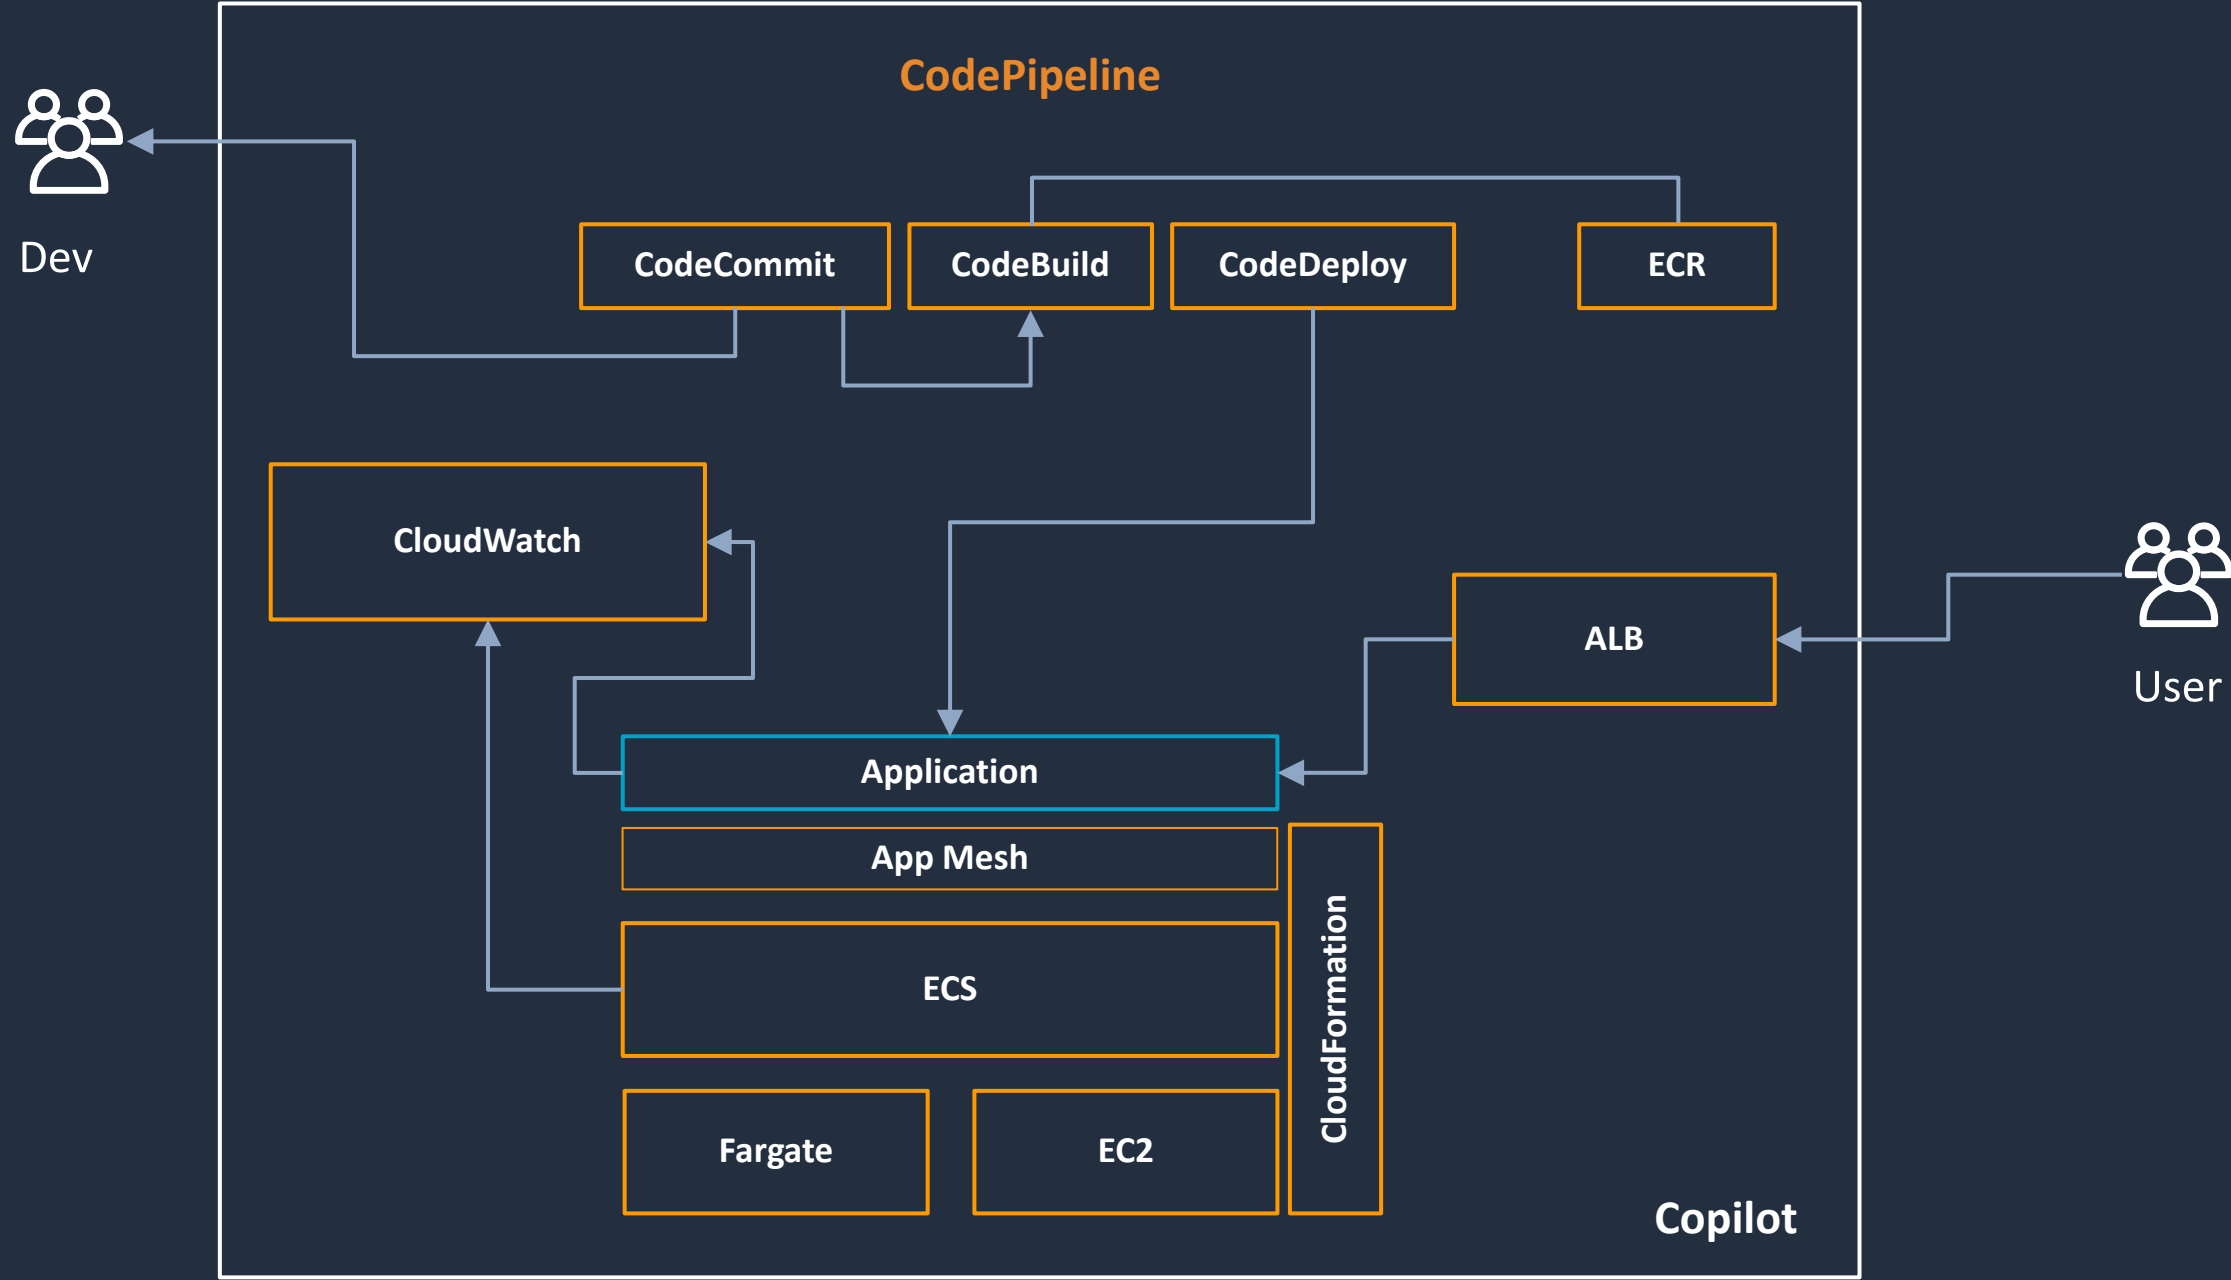 CodePipeline
Dev
CodeCommit
CodeBuild
CodeDeploy
ECR
CloudWatch
ALB
User
Application
App Mesh
ECS
CloudFormation
Fargate
EC2
Copilot